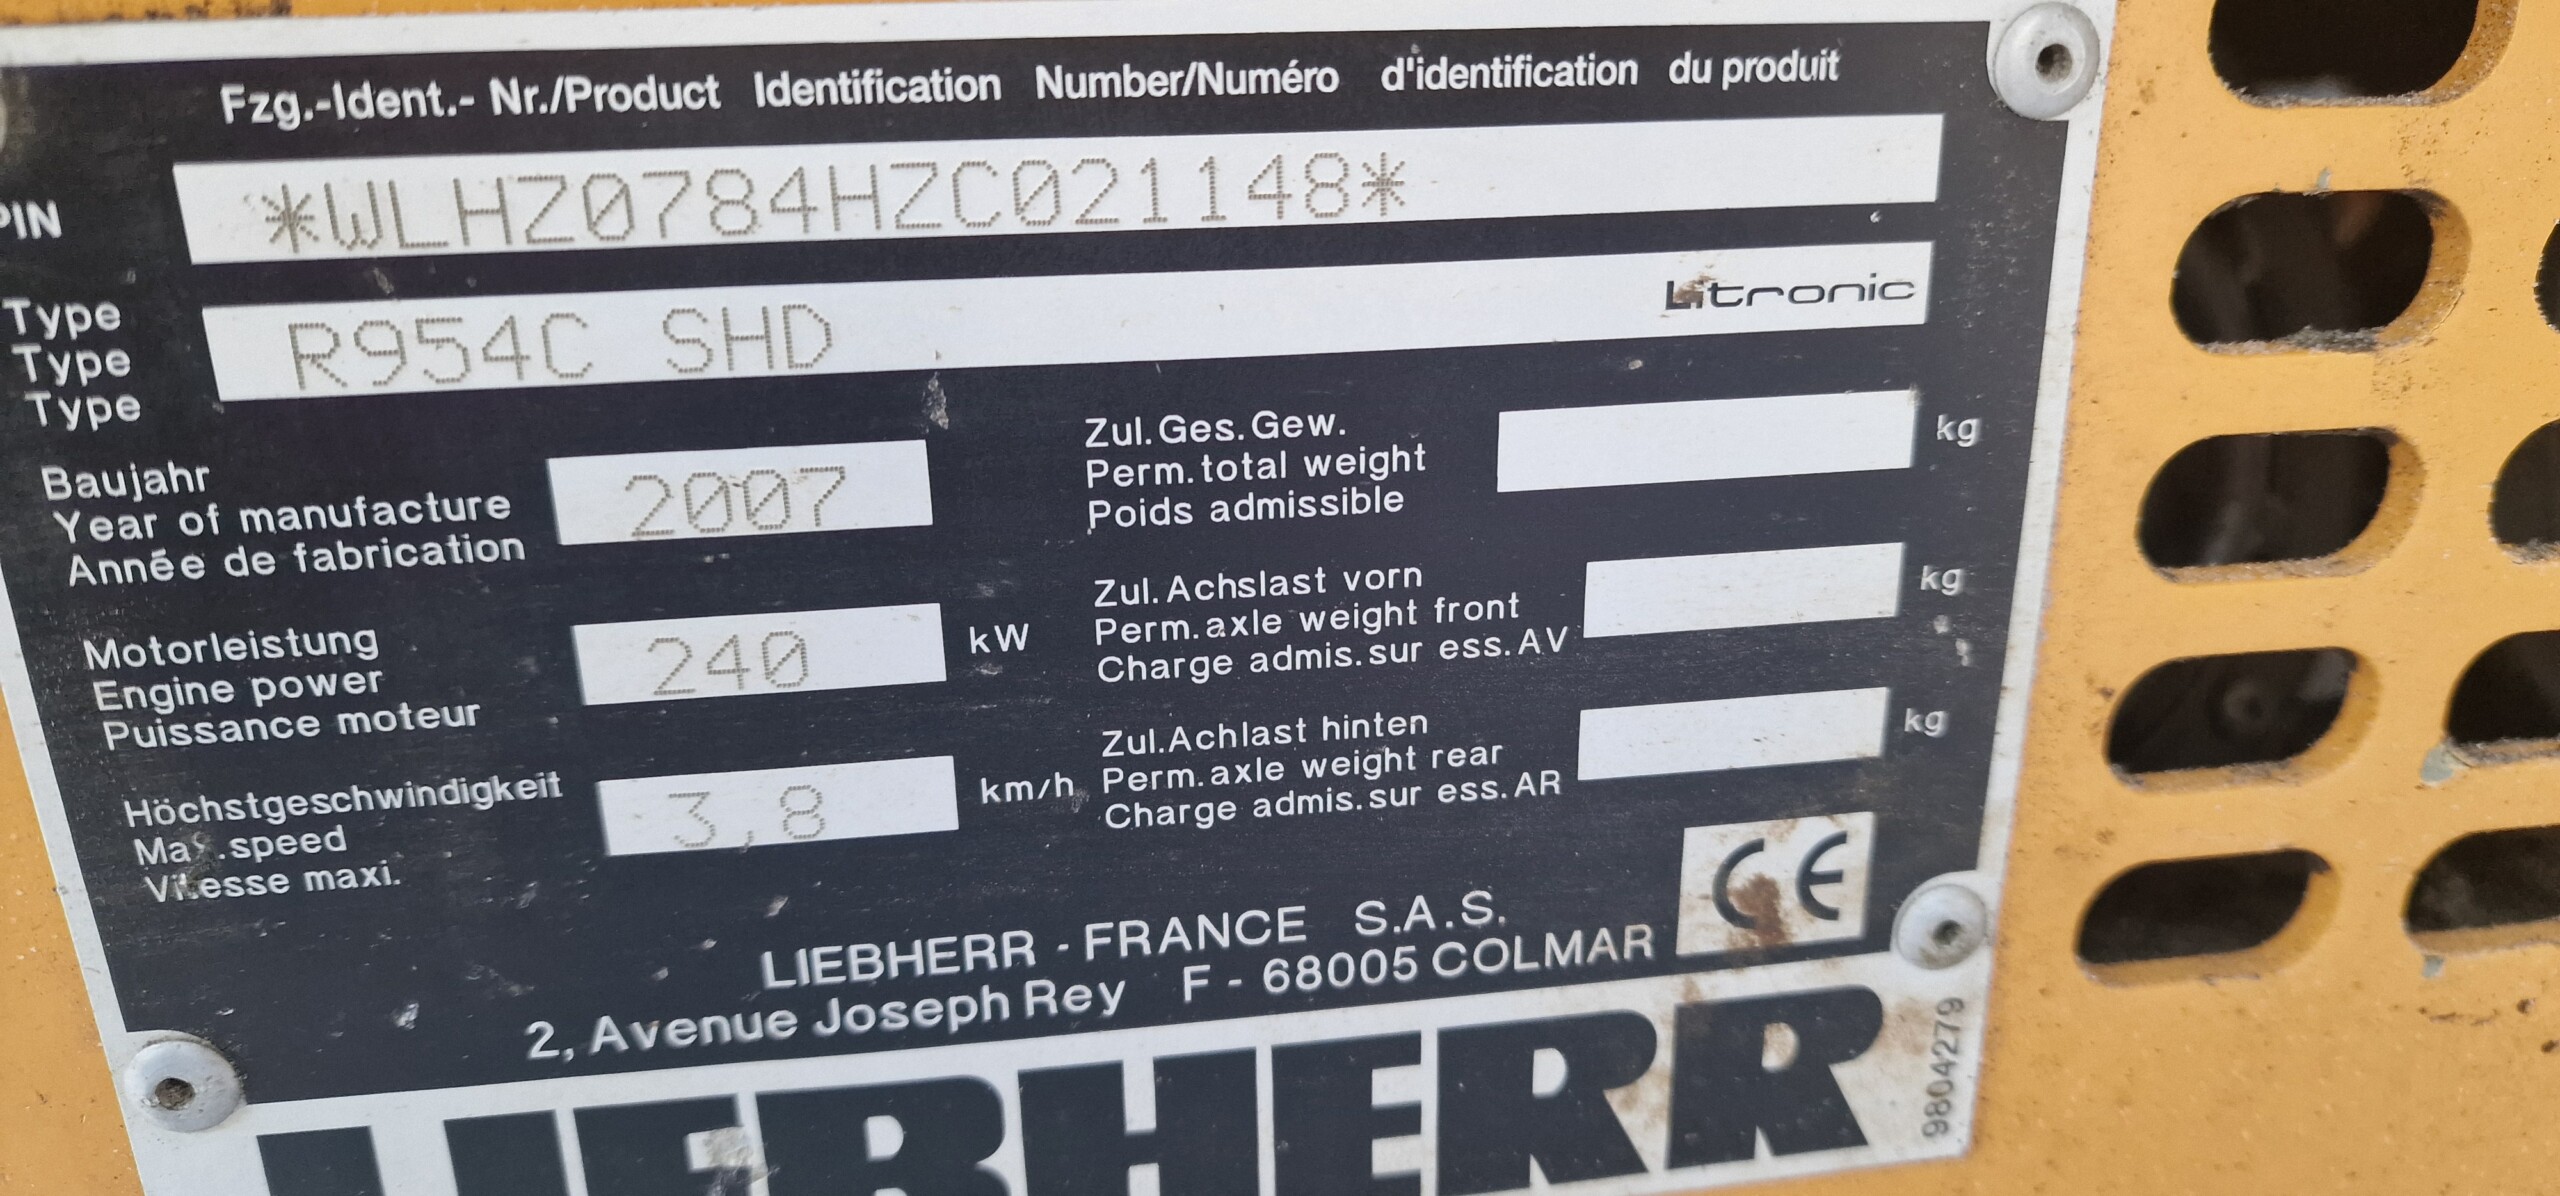 Fzg.-Ident.- Nr./Product Identification Number/Numéro d'identification du produit
PIN *WLHZ0784HZC021148*
Type
Type
Type
R954C SHD Litronic
Baujahr
Year of manufacture
Année de fabrication
2007
Zul.Ges.Gew.
Perm.total weight
Poids admissible
kg
Motorleistung
Engine power
Puissance moteur
240 kW
Zul.Achslast vorn
Perm.axle weight front
Charge admis.sur ess.AV
kg
Höchstgeschwindigkeit
Max.speed
Vitesse maxi.
3,8 km/h
Zul.Achlast hinten
Perm.axle weight rear
Charge admis.sur ess.AR
kg
CE
LIEBHERR - FRANCE S.A.S.
2, Avenue Joseph Rey F - 68005 COLMAR
LIEBHERR
9804279